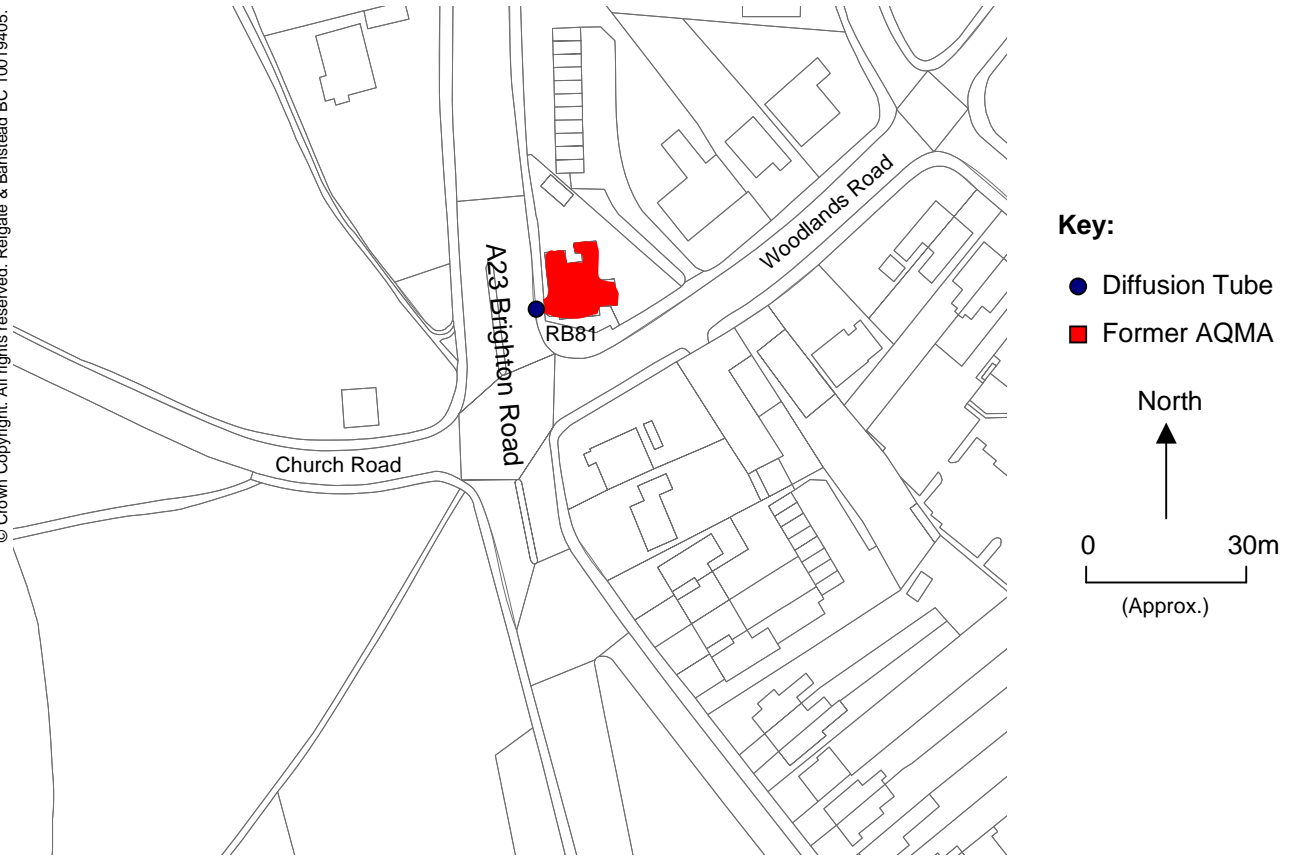 © Crown Copyright. All rights reserved. Reigate & Banstead BC 10019405.
Woodlands Road
A23 Brighton Road
RB81
Church Road
Key:
Diffusion Tube
Former AQMA
North
0 30m
(Approx.)